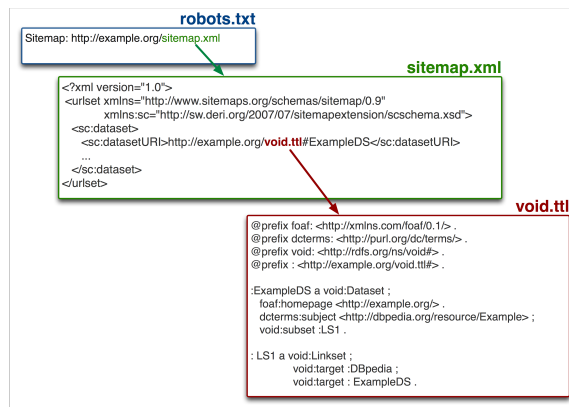 robots.txt
Sitemap: http://example.org/sitemap.xml
sitemap.xml
<?xml version="1.0">
<urlset xmlns="http://www.sitemaps.org/schemas/sitemap/0.9"
xmlns:sc="http://sw.deri.org/2007/07/sitemapextension/scschema.xsd">
<sc:dataset>
<sc:datasetURI>http://example.org/void.ttl#ExampleDS</sc:datasetURI>
...
</sc:dataset>
</urlset>
void.ttl
@prefix foaf: <http://xmlns.com/foaf/0.1/> .
@prefix dcterms: <http://purl.org/dc/terms/> .
@prefix void: <http://rdfs.org/ns/void#> .
@prefix : <http://example.org/void.ttl#> .
:ExampleDS a void:Dataset ;
foaf:homepage <http://example.org/> .
dcterms:subject <http://dbpedia.org/resource/Example> ;
void:subset :LS1 .
: LS1 a void:Linkset ;
void:target :DBpedia ;
void:target : ExampleDS .